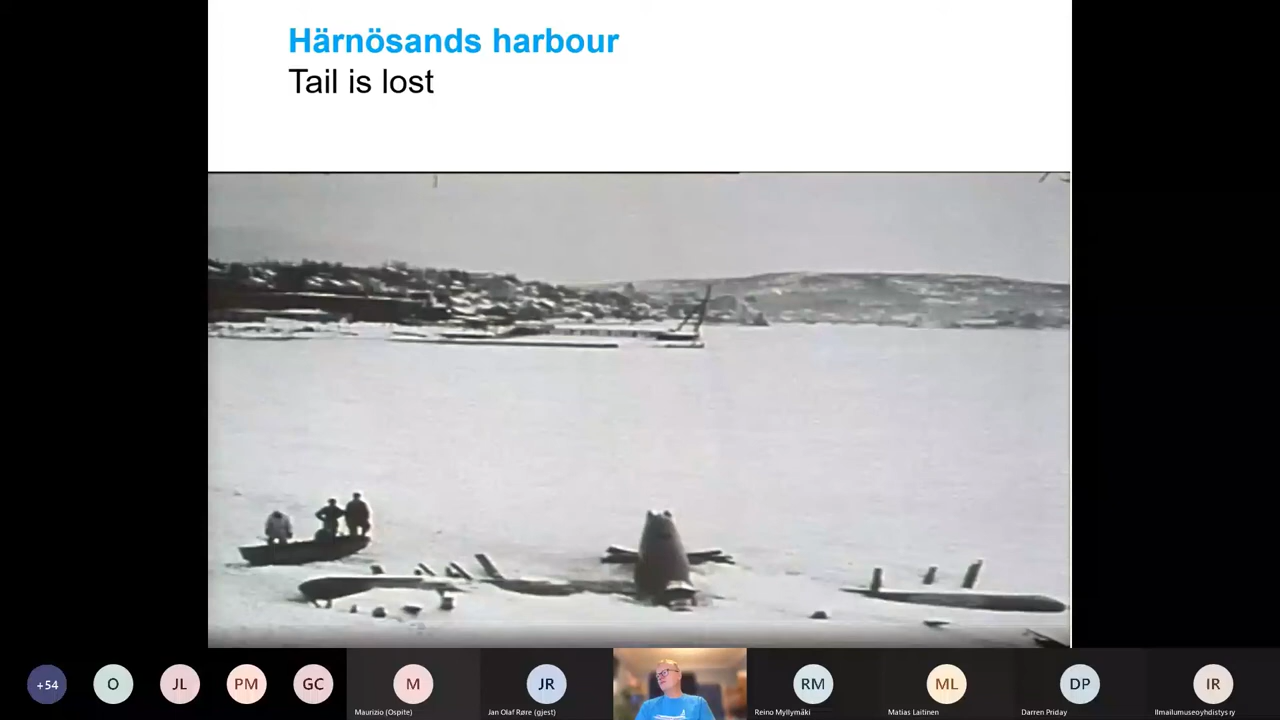 Härnösands harbour
Tail is lost
+54
O
JL
PM
GC
M
Maurizio (Ospite)
JR
Jan Olaf Røre (gjest)
RM
Reino Myllymäki
ML
Matias Laitinen
DP
Darren Priday
IR
Ilmailumuseoyhdistys ry